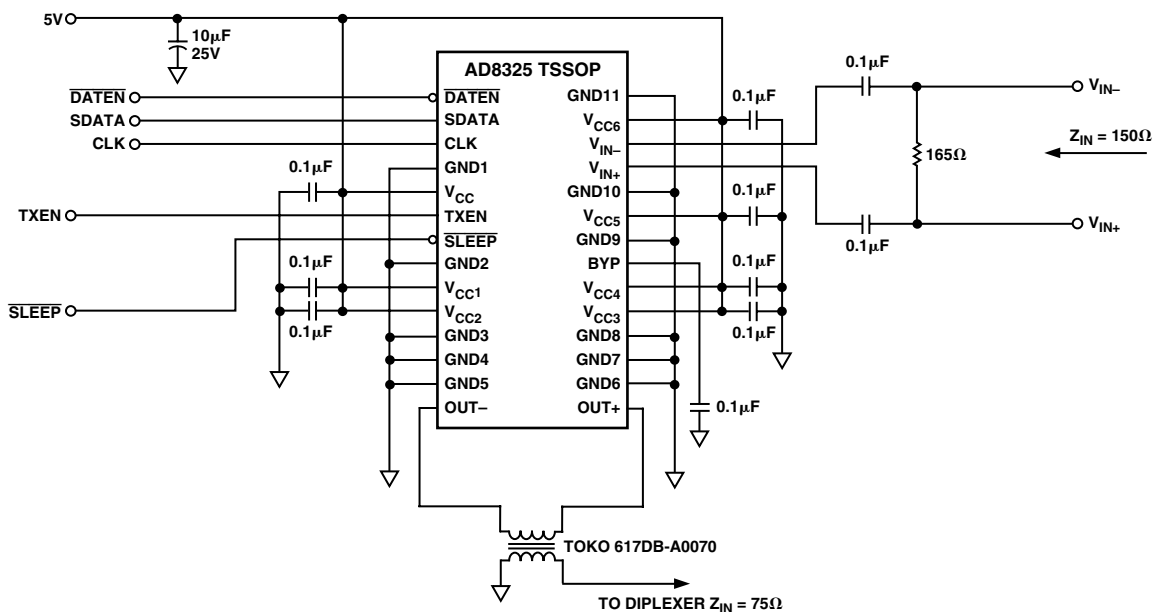 5V
10µF
25V
DATEN
SDATA
CLK
TXEN
SLEEP
0.1µF
0.1µF
0.1µF
AD8325 TSSOP
DATEN
SDATA
CLK
GND1
VCC
TXEN
SLEEP
GND2
VCC1
VCC2
GND3
GND4
GND5
OUT–
GND11
VCC6
VIN–
VIN+
GND10
VCC5
GND9
BYP
VCC4
VCC3
GND8
GND7
GND6
OUT+
0.1µF
0.1µF
0.1µF
0.1µF
0.1µF
0.1µF
0.1µF
165Ω
VIN–
ZIN = 150Ω
VIN+
TOKO 617DB-A0070
TO DIPLEXER ZIN = 75Ω